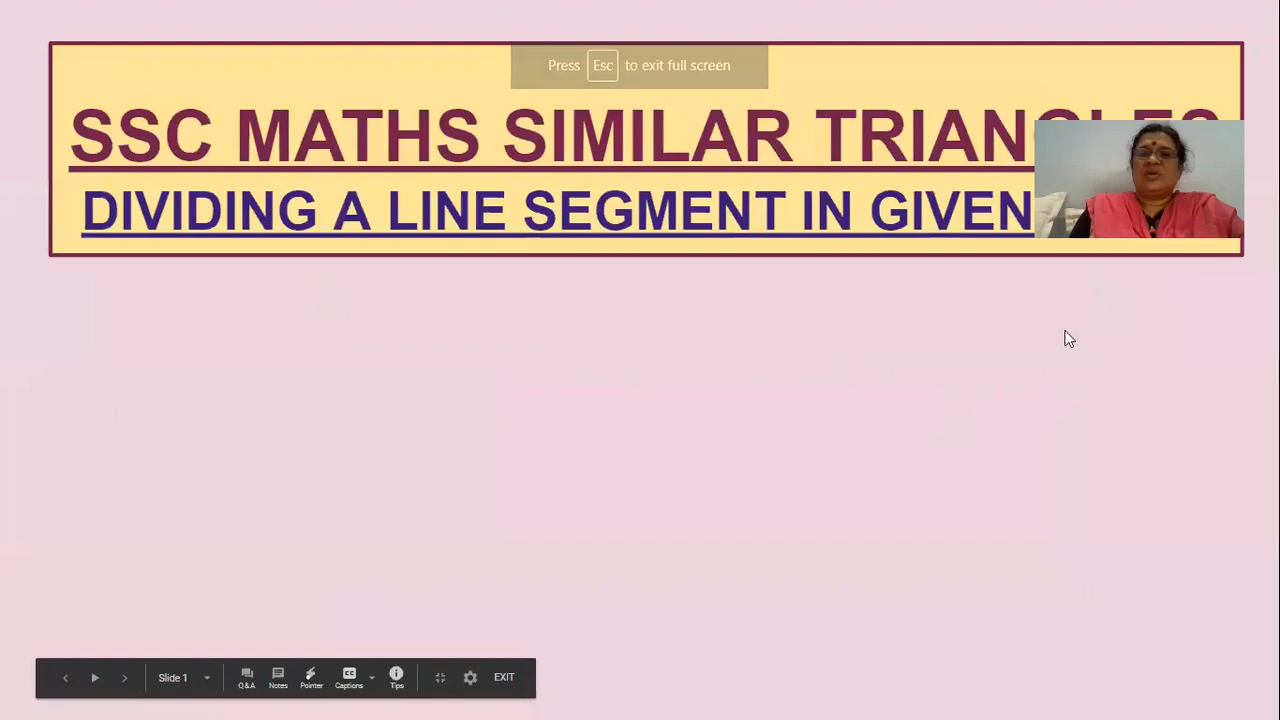 Press Esc to exit full screen
SSC MATHS SIMILAR
DIVIDING A LINE SEGMENT IN GIVEN
Slide 1
Q&A Notes Pointer Captions Tips
EXIT